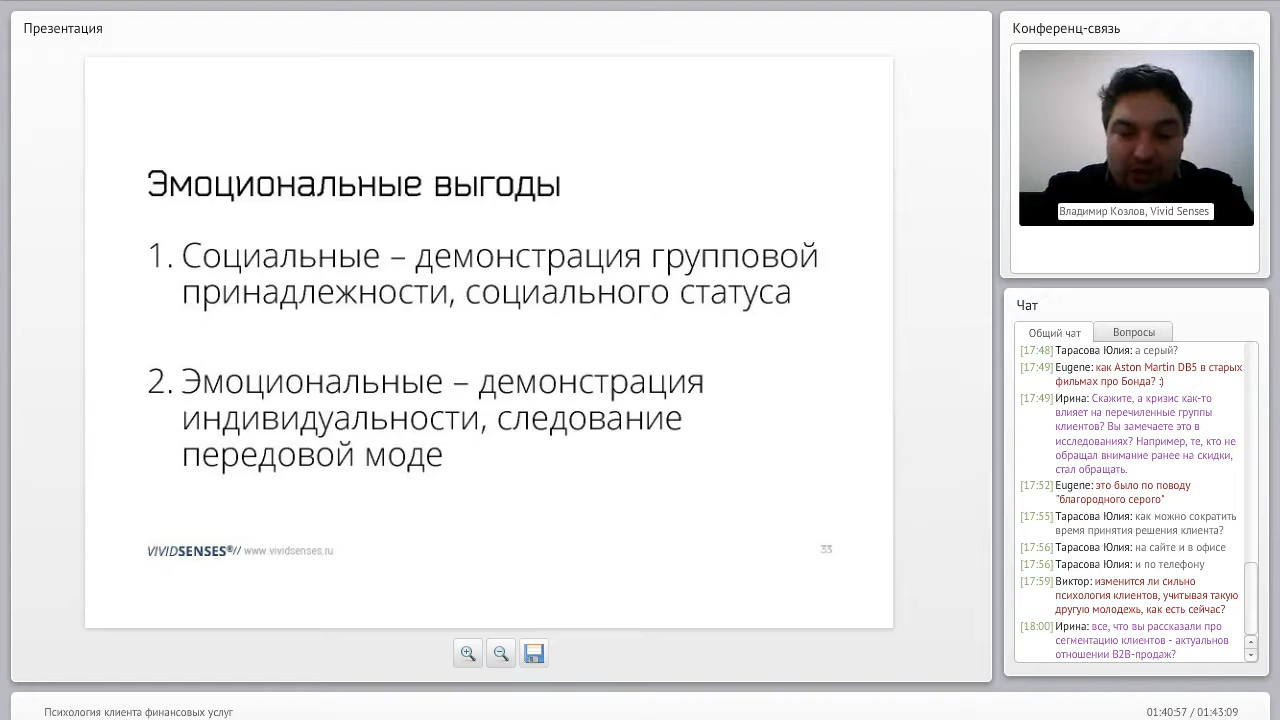 Презентация
Эмоциональные выгоды
1. Социальные – демонстрация групповой
принадлежности, социального статуса
2. Эмоциональные – демонстрация
индивидуальности, следование
передовой моде
VIVIDSENSES®// www.vividsenses.ru
33
Конференц-связь
Владимир Козлов, Vivid Senses
Чат
Общий чат
Вопросы
[17:48] Тарасова Юлия: а серый?
[17:49] Eugene: как Aston Martin DB5 в старых
фильмах про Бонда? :)
[17:49] Ирина: Скажите, а кризис как-то
влияет на перечиленные группы
клиентов? Вы замечаете это в
исследованиях? Например, те, кто не
обращал внимание ранее на скидки,
стал обращать.
[17:52] Eugene: это было по поводу
"благородного серого"
[17:55] Тарасова Юлия: как можно сократить
время принятия решения клиента?
[17:56] Тарасова Юлия: на сайте и в офисе
[17:56] Тарасова Юлия: и по телефону
[17:59] Виктор: изменится ли сильно
психология клиентов, учитывая такую
другую молодежь, как есть сейчас?
[18:00] Ирина: все, что вы рассказали про
сегментацию клиентов - актуальнов
отношении B2B-продаж?
Психология клиента финансовых услуг
01:40:57 / 01:43:09